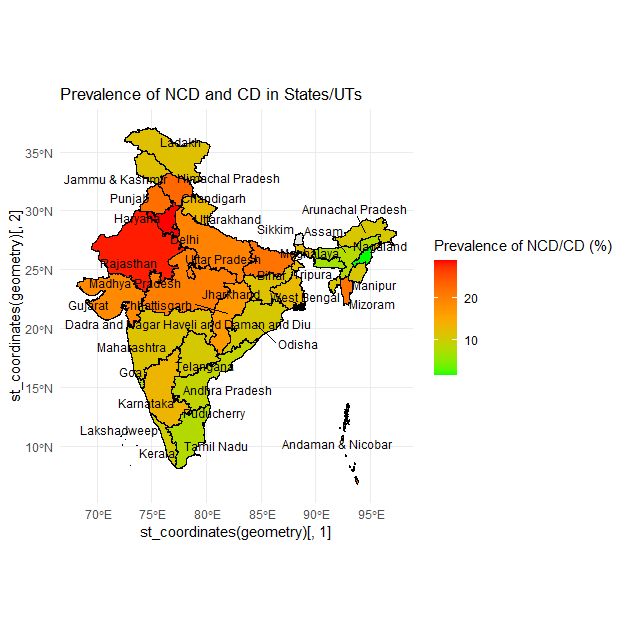 Prevalence of NCD and CD in States/UTs
35°N
30°N
25°N
20°N
15°N
10°N
st_coordinates(geometry)[, 2]
Ladakh
Jammu & Kashmir
Himachal Pradesh
Punjab
Chandigarh
Haryana
Uttarakhand
Arunachal Pradesh
Sikkim
Assam
Delhi
Meghalaya
Nagaland
Rajasthan
Uttar Pradesh
Bihar
Tripura
Madhya Pradesh
Manipur
Jharkhand
West Bengal
Gujarat
Chhattisgarh
Mizoram
Dadra and Nagar Haveli and Daman and Diu
Maharashtra
Odisha
Goa
Telangana
Andhra Pradesh
Karnataka
Puducherry
Lakshadweep
Tamil Nadu
Andaman & Nicobar
Kerala
70°E
75°E
80°E
85°E
90°E
95°E
st_coordinates(geometry)[, 1]
Prevalence of NCD/CD (%)
20
10